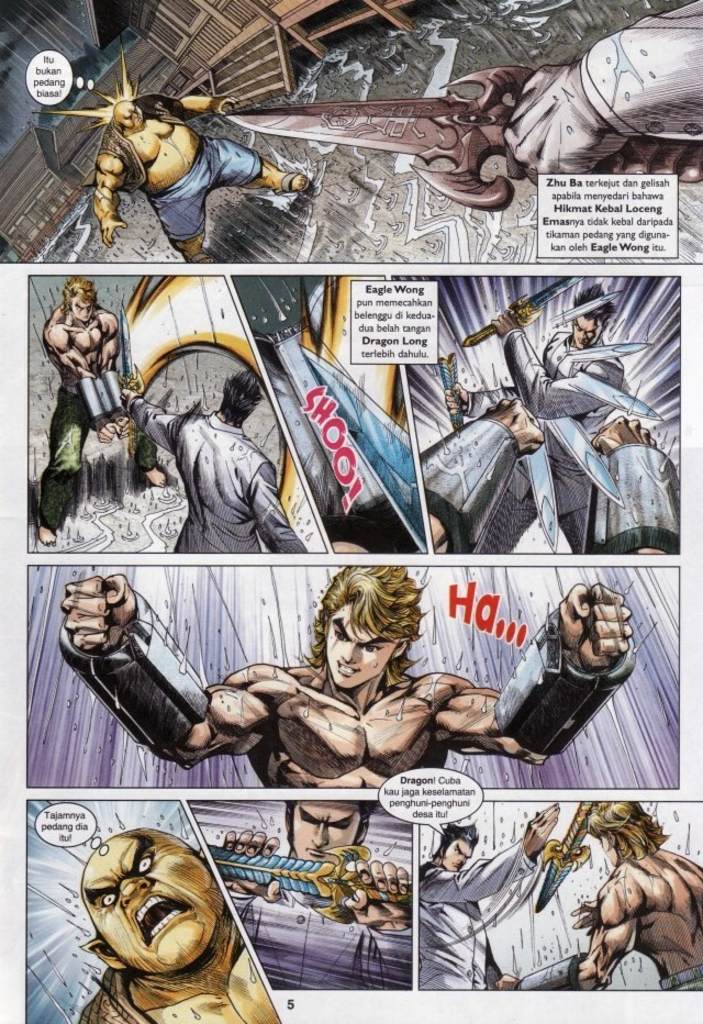 Itu
bukan
pedang
biasa!
Zhu Ba terkejut dan gelisah
apabila menyedari bahawa
Hikmat Kebal Loceng
Emasnya tidak kebal daripada
tikaman pedang yang diguna-
kan oleh Eagle Wong itu.
Eagle Wong
pun memecahkan
belenggu di kedua-
dua belah tangan
Dragon Long
terlebih dahulu.
SHOOO!
Ha...
Dragon! Cuba
kau jaga keselamatan
penghuni-penghuni
desa itu!
Tajamnya
pedang dia
itu!
5